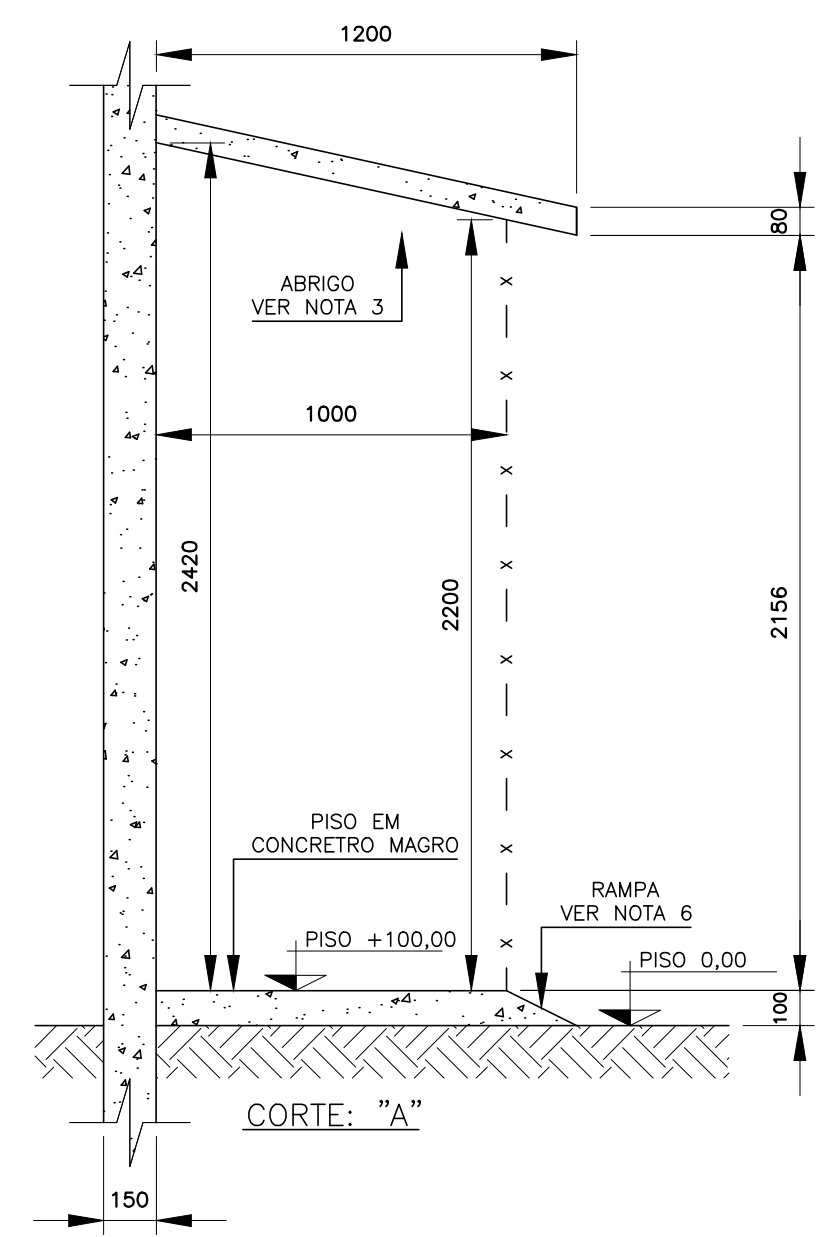 1200
80
ABRIGO
VER NOTA 3
1000
2420
2200
2156
PISO EM
CONCRETRO MAGRO
RAMPA
VER NOTA 6
PISO +100,00
PISO 0,00
100
CORTE: "A"
150